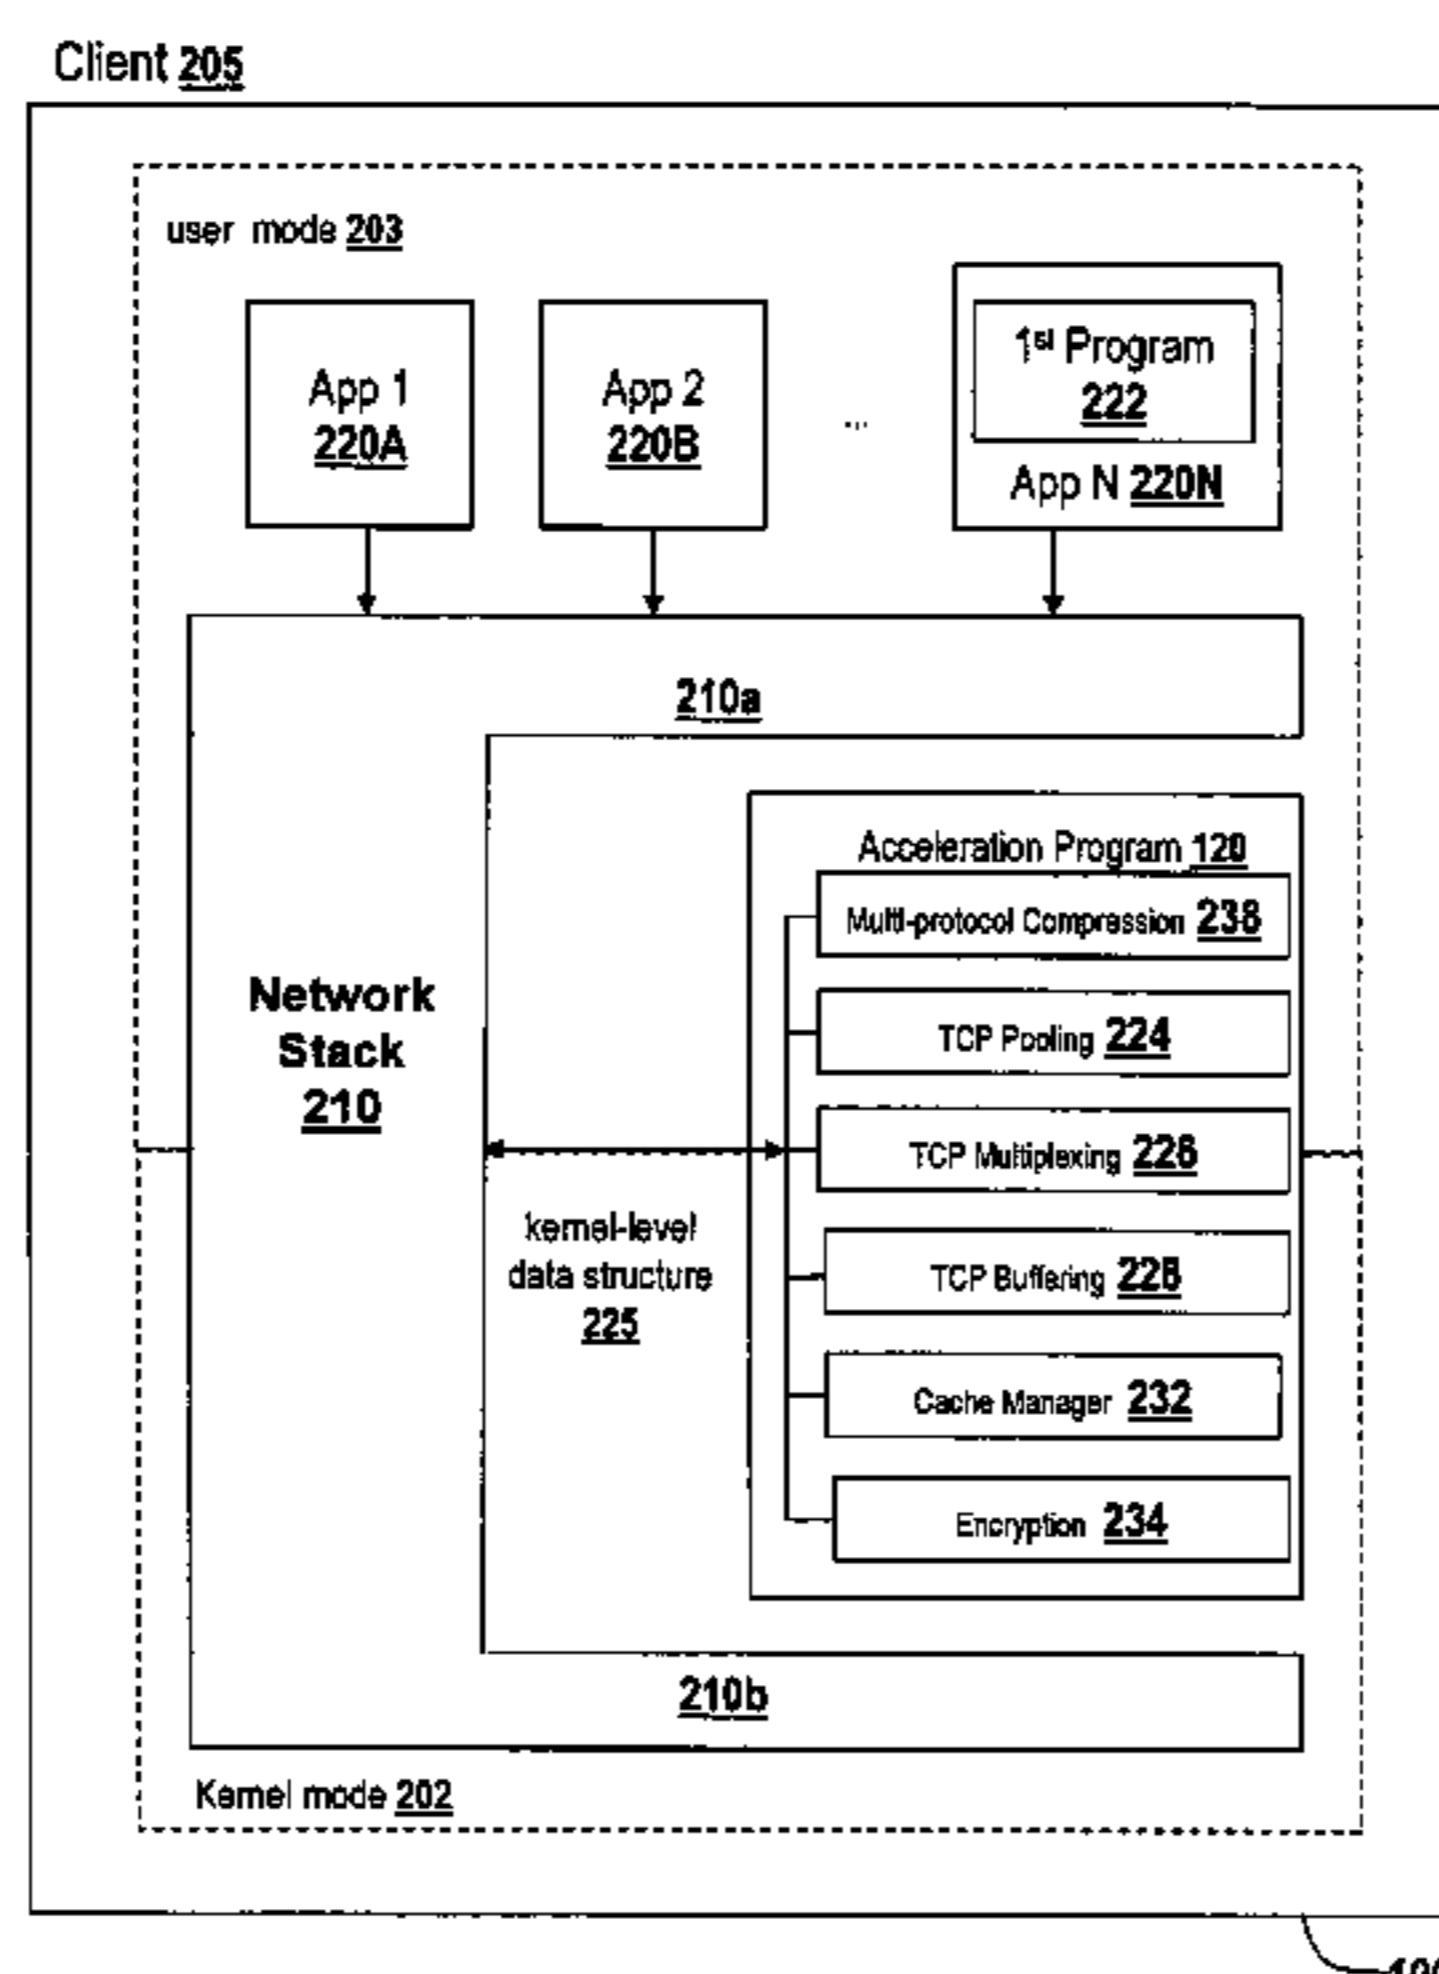 Client 205
user mode 203
App 1
220A
App 2
220B
...
1st Program
222
App N 220N
210a
Acceleration Program 120
Multi-protocol Compression 238
TCP Pooling 224
Network
Stack
210
TCP Multiplexing 226
kernel-level
data structure
225
TCP Buffering 228
Cache Manager 232
Encryption 234
210b
Kernel mode 202